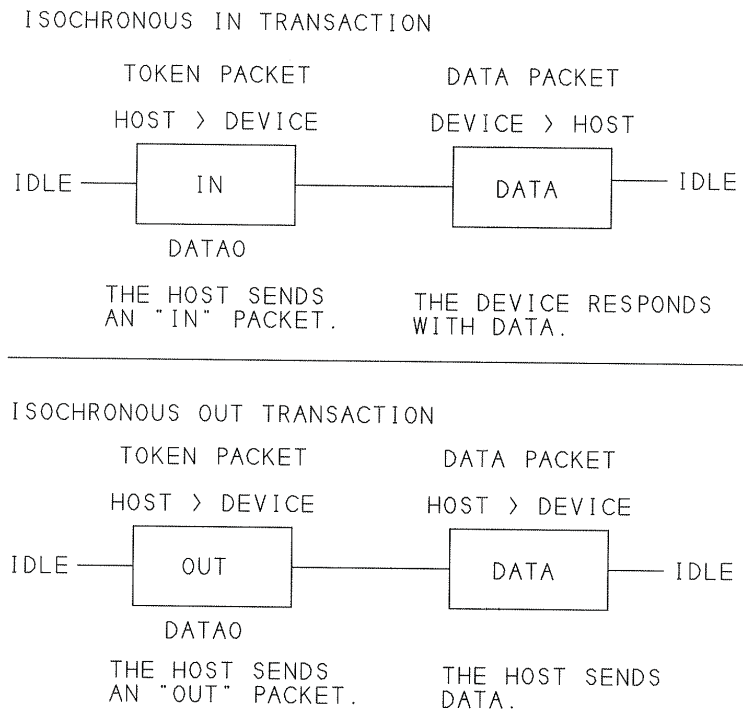 ISOCHRONOUS IN TRANSACTION
TOKEN PACKET
DATA PACKET
HOST > DEVICE
DEVICE > HOST
IDLE
IN
DATA
IDLE
DATA0
THE HOST SENDS
AN "IN" PACKET.
THE DEVICE RESPONDS
WITH DATA.
ISOCHRONOUS OUT TRANSACTION
TOKEN PACKET
DATA PACKET
HOST > DEVICE
HOST > DEVICE
IDLE
OUT
DATA
IDLE
DATA0
THE HOST SENDS
AN "OUT" PACKET.
THE HOST SENDS
DATA.